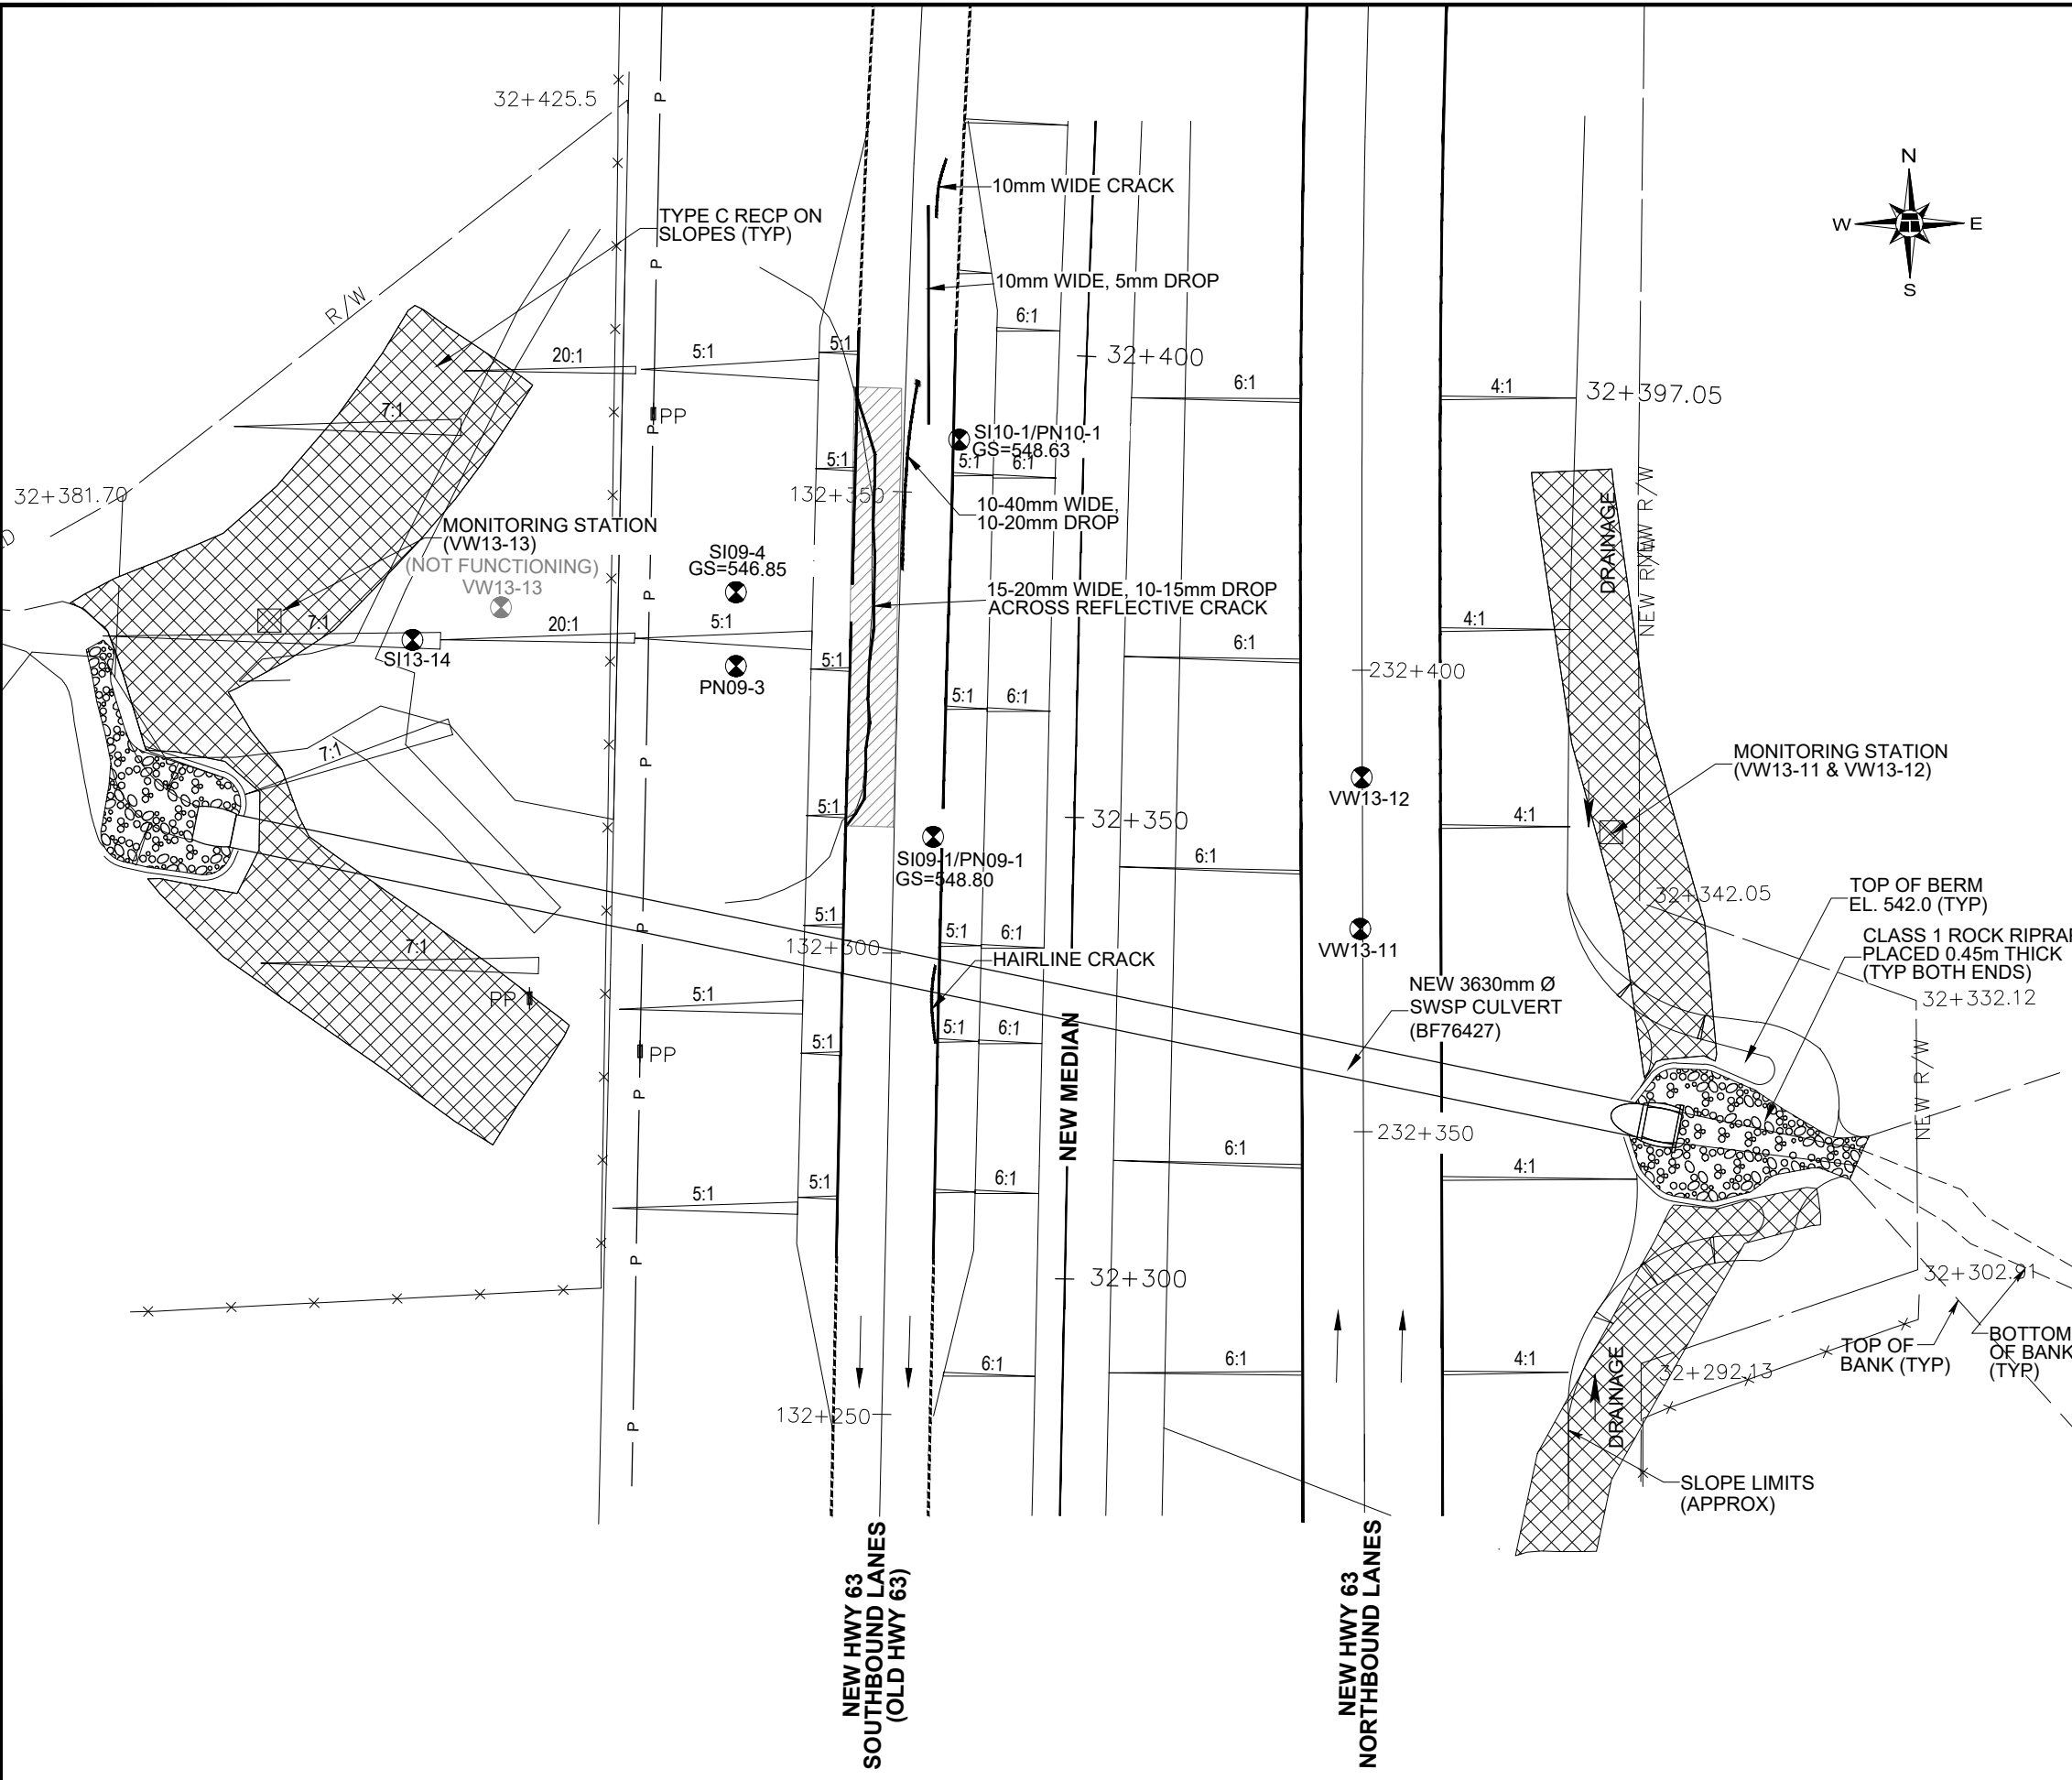 32+425.5
P
10mm WIDE CRACK
N
W
E
S
TYPE C RECP ON
SLOPES (TYP)
P
10mm WIDE, 5mm DROP
R/W
6:1
20:1
5:1
5:1
32+400
6:1
4:1
32+397.05
7:1
PP
P
SI10-1/PN10-1
GS=548.63
5:1
5:1
6:1
32+381.70
132+350
10-40mm WIDE,
10-20mm DROP
DRAINAGE
NEW R/W
MONITORING STATION
(VW13-13)
(NOT FUNCTIONING)
VW13-13
SI09-4
GS=546.85
P
15-20mm WIDE, 10-15mm DROP
ACROSS REFLECTIVE CRACK
7:1
SI13-14
20:1
5:1
5:1
6:1
4:1
PN09-3
232+400
5:1
6:1
7:1
P
MONITORING STATION
(VW13-11 & VW13-12)
VW13-12
5:1
32+350
4:1
SI09-1/PN09-1
GS=548.80
6:1
32+342.05
TOP OF BERM
EL. 542.0 (TYP)
5:1
P
132+300
5:1
6:1
VW13-11
CLASS 1 ROCK RIPRAP
PLACED 0.45m THICK
(TYP BOTH ENDS)
7:1
HAIRLINE CRACK
PP
5:1
NEW 3630mm Ø
SWSP CULVERT
(BF76427)
32+332.12
PP
5:1
5:1
6:1
P
NEW MEDIAN
NEW R/W
232+350
5:1
5:1
6:1
6:1
4:1
P
32+300
32+302.91
6:1
6:1
4:1
TOP OF
BANK (TYP)
BOTTOM
OF BANK
(TYP)
32+292.13
DRAINAGE
P
132+250
SLOPE LIMITS
(APPROX)
NEW HWY 63
SOUTHBOUND LANES
(OLD HWY 63)
NEW HWY 63
NORTHBOUND LANES